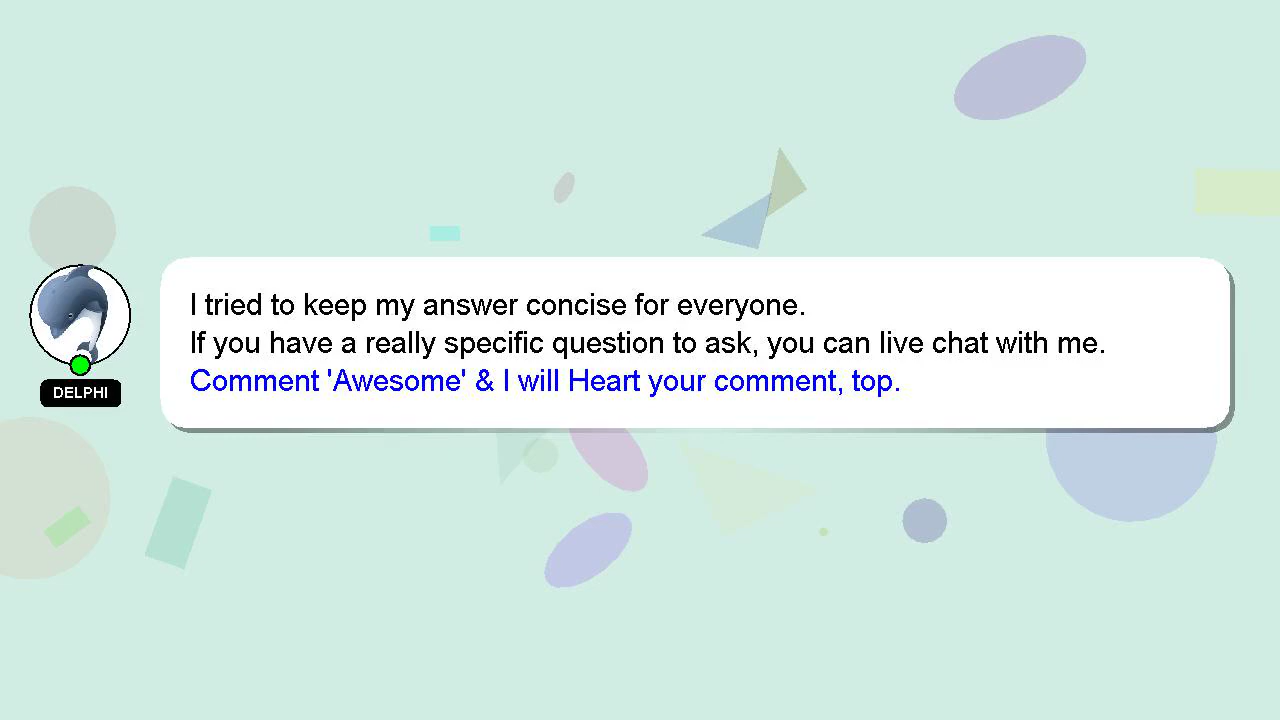 I tried to keep my answer concise for everyone.
If you have a really specific question to ask, you can live chat with me.
Comment 'Awesome' & I will Heart your comment, top.
DELPHI